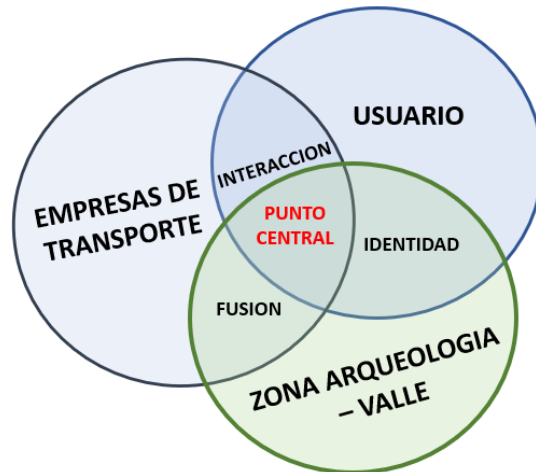 USUARIO
INTERACCION
EMPRESAS DE
TRANSPORTE
PUNTO
CENTRAL
IDENTIDAD
FUSION
ZONA ARQUEOLOGIA
– VALLE